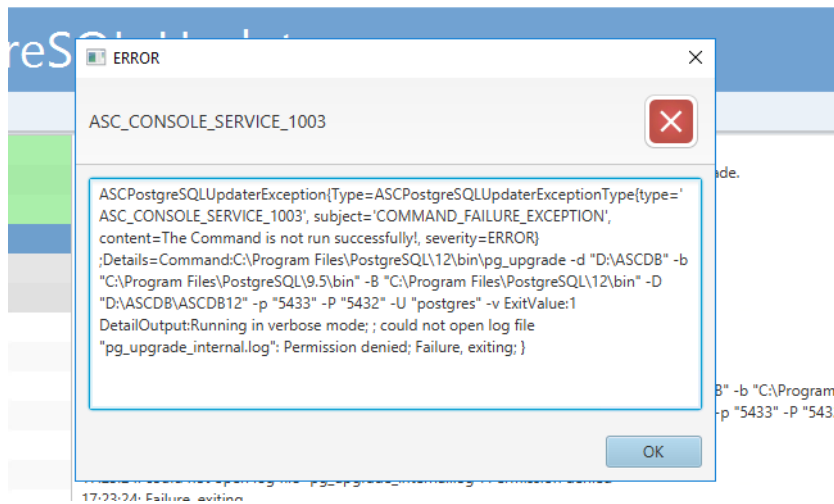 ERROR
ASC_CONSOLE_SERVICE_1003
ade.
ASCPostgreSQLUpdaterException{Type=ASCPostgreSQLUpdaterExceptionType{type='
ASC_CONSOLE_SERVICE_1003', subject='COMMAND_FAILURE_EXCEPTION',
content=The Command is not run successfully!, severity=ERROR}
;Details=Command:C:\Program Files\PostgreSQL\12\bin\pg_upgrade -d "D:\ASCDB" -b
"C:\Program Files\PostgreSQL\9.5\bin" -B "C:\Program Files\PostgreSQL\12\bin" -D
"D:\ASCDB\ASCDB12" -p "5433" -P "5432" -U "postgres" -v ExitValue:1
DetailOutput:Running in verbose mode; ; could not open log file
"pg_upgrade_internal.log": Permission denied; Failure, exiting; }
B" -b "C:\Program
-p "5433" -P "543
OK
17:23:24: Failure, exiting